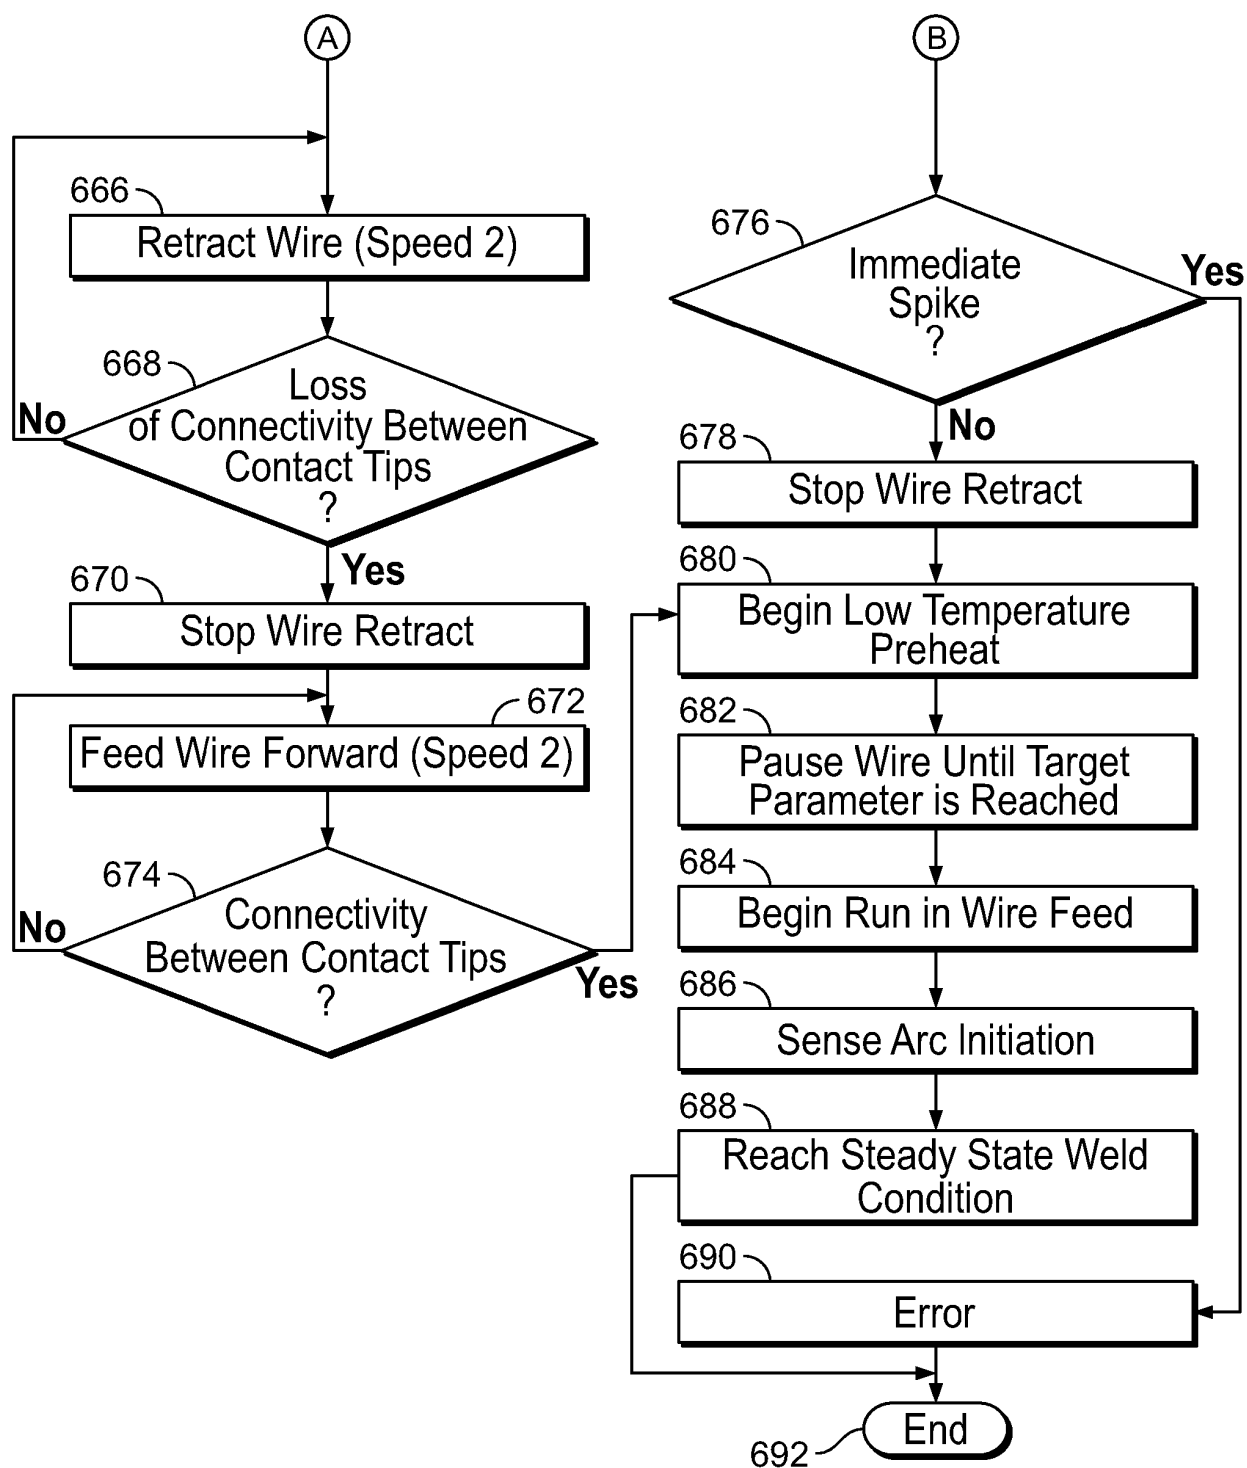 A
666
Retract Wire (Speed 2)
668
Loss
of Connectivity Between
Contact Tips
?
No
Yes
670
Stop Wire Retract
672
Feed Wire Forward (Speed 2)
674
Connectivity
Between Contact Tips
?
No
Yes
B
676
Immediate
Spike
?
Yes
No
678
Stop Wire Retract
680
Begin Low Temperature
Preheat
682
Pause Wire Until Target
Parameter is Reached
684
Begin Run in Wire Feed
686
Sense Arc Initiation
688
Reach Steady State Weld
Condition
690
Error
End
692